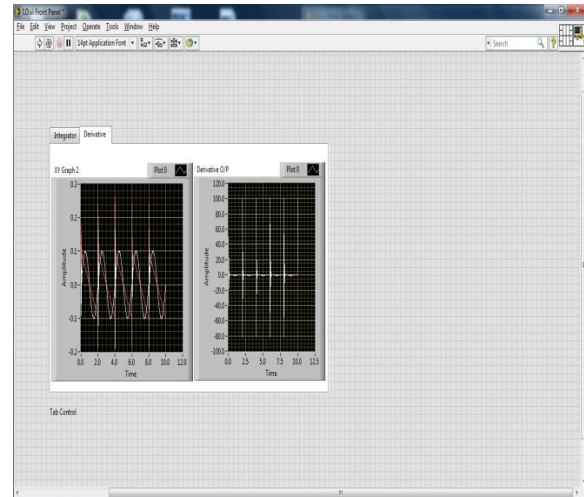 1D.vi Front Panel *
File Edit View Project Operate Tools Window Help
14pt Application Font
Search
?
Integrator Derivative
XY Graph 2 Plot 0
Derivative O/P Plot 0
Amplitude
0.3
0.2
0.1
0.0
-0.1
-0.2
0.0 2.0 4.0 6.0 8.0 10.0 12.0
Time
Amplitude
120.0
100.0
80.0
60.0
40.0
20.0
0.0
-20.0
-40.0
-60.0
-80.0
-100.0
0.0 2.5 5.0 7.5 10.0 12.5
Time
Tab Control